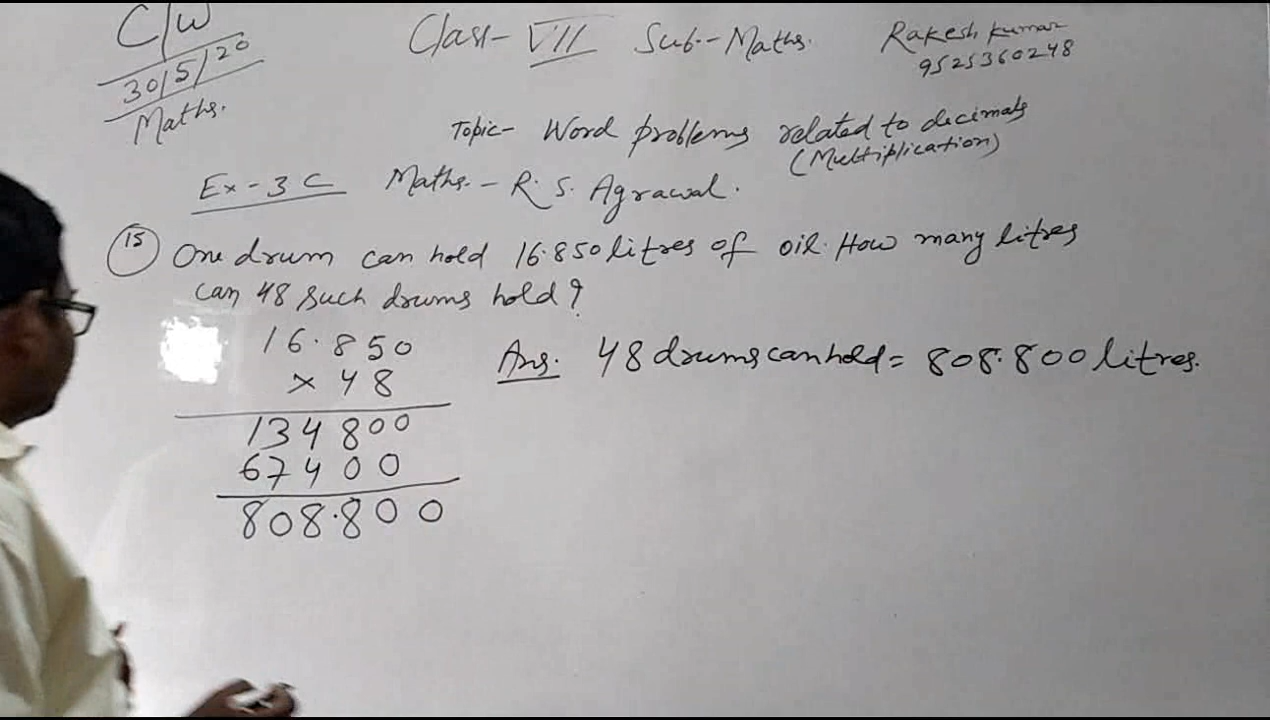 C/W
30/5/20
Maths.
Class- VII Sub:- Maths.
Rakesh kumar
9525360248
Topic- Word problems related to decimals
(Multiplication)
Ex-3C Maths.- R.S. Agrawal.
15 One drum can hold 16.850 litres of oil. How many litres
can 48 such drums hold?
16.850
× 48
134800
67400
808.800
Ans. 48 drums can hold = 808.800 litres.